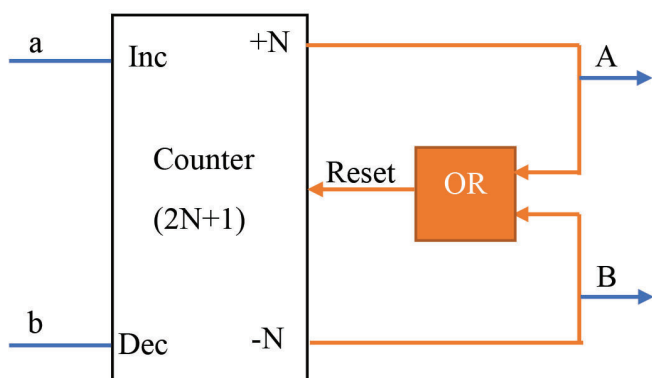 a
Inc
+N
A
Counter
(2N+1)
Reset
OR
B
b
Dec
-N